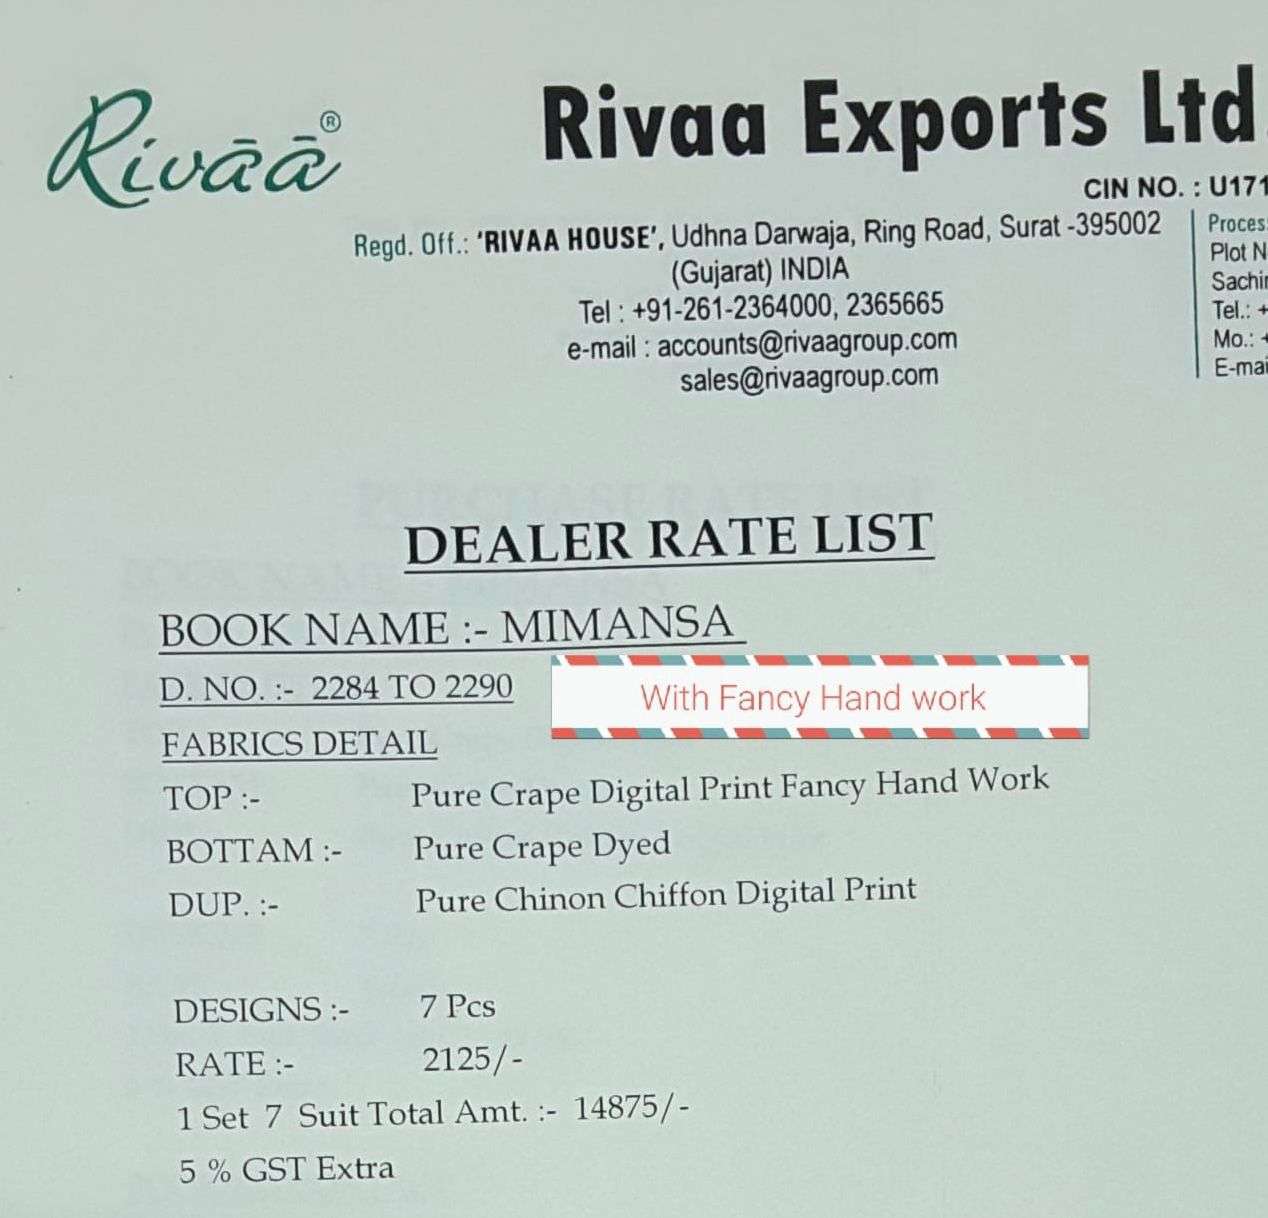 Rivāā ®
Rivaa Exports Ltd.
CIN NO. : U171
Regd. Off.: 'RIVAA HOUSE', Udhna Darwaja, Ring Road, Surat -395002
(Gujarat) INDIA
Tel : +91-261-2364000, 2365665
e-mail : accounts@rivaagroup.com
sales@rivaagroup.com
Proces
Plot N
Sachin
Tel.: +
Mo.: +
E-mai
PURCHASE RATE LIST
DEALER RATE LIST
BOOK NAME :- MIMANSA
D. NO. :- 2284 TO 2290
With Fancy Hand work
FABRICS DETAIL
TOP :- Pure Crape Digital Print Fancy Hand Work
BOTTAM :- Pure Crape Dyed
DUP. :- Pure Chinon Chiffon Digital Print
DESIGNS :- 7 Pcs
RATE :- 2125/-
1 Set 7 Suit Total Amt. :- 14875/-
5 % GST Extra